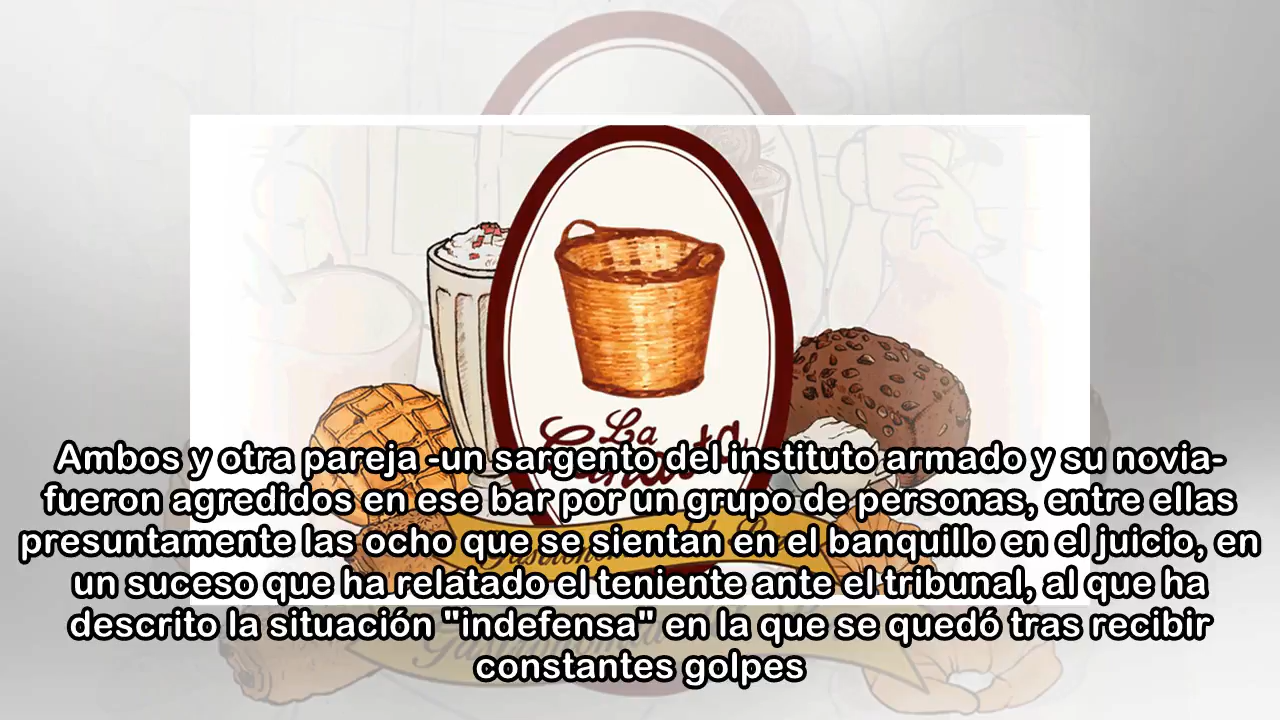 La
Ambos y otra pareja -un sargento del instituto armado y su novia-
fueron agredidos en ese bar por un grupo de personas, entre ellas
presuntamente las ocho que se sientan en el banquillo en el juicio, en
un suceso que ha relatado el teniente ante el tribunal, al que ha
descrito la situación "indefensa" en la que se quedó tras recibir
constantes golpes